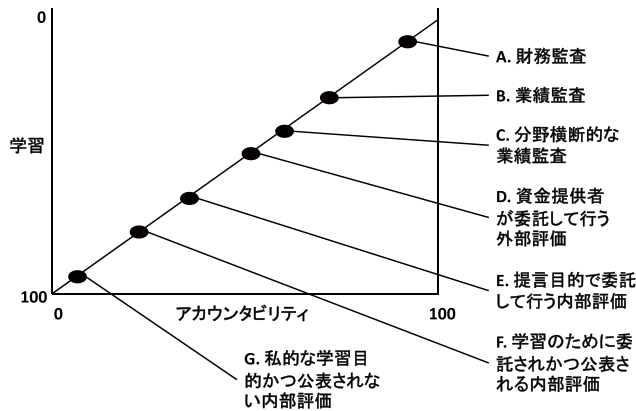 0
学習
100
0
アカウンタビリティ
100
A. 財務監査
B. 業績監査
C. 分野横断的な
業績監査
D. 資金提供者
が委託して行う
外部評価
E. 提言目的で委託
して行う内部評価
F. 学習のために委
託されかつ公表さ
れる内部評価
G. 私的な学習目
的かつ公表されな
い内部評価